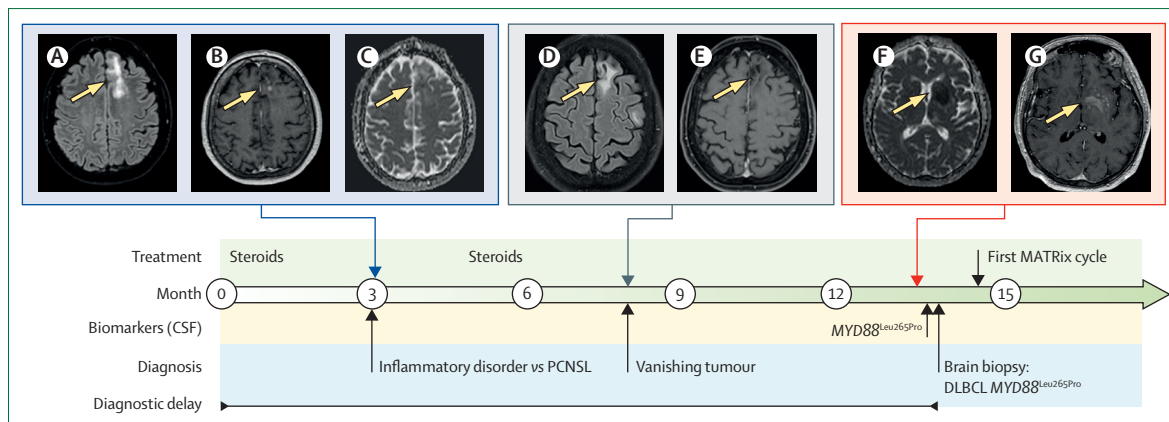 A
B
C
D
E
F
G
Treatment
Steroids
Steroids
First MATRix cycle
Month
0
3
6
9
12
15
Biomarkers (CSF)
MYD88Leu265Pro
Diagnosis
Inflammatory disorder vs PCNSL
Vanishing tumour
Brain biopsy:
DLBCL MYD88Leu265Pro
Diagnostic delay